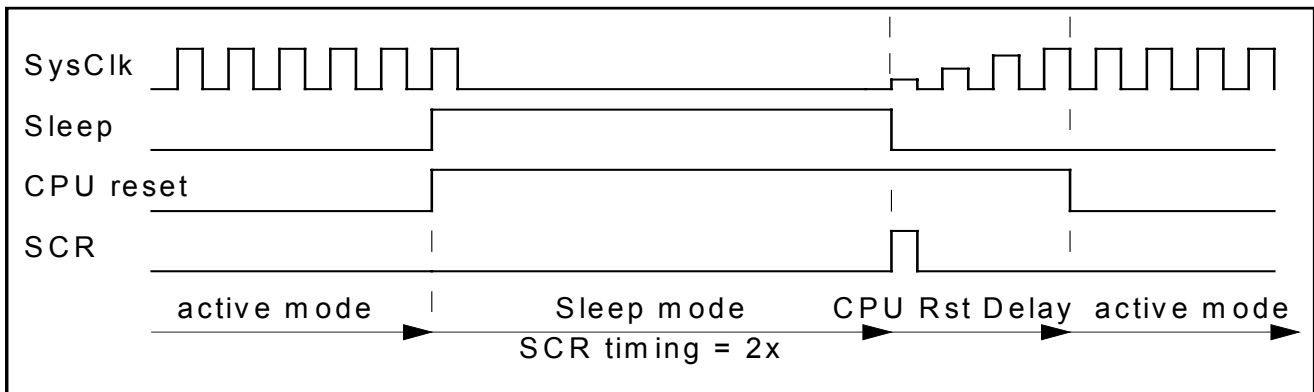 SysClk
Sleep
CPU reset
SCR
active mode Sleep mode CPU Rst Delay active mode
SCR timing = 2x